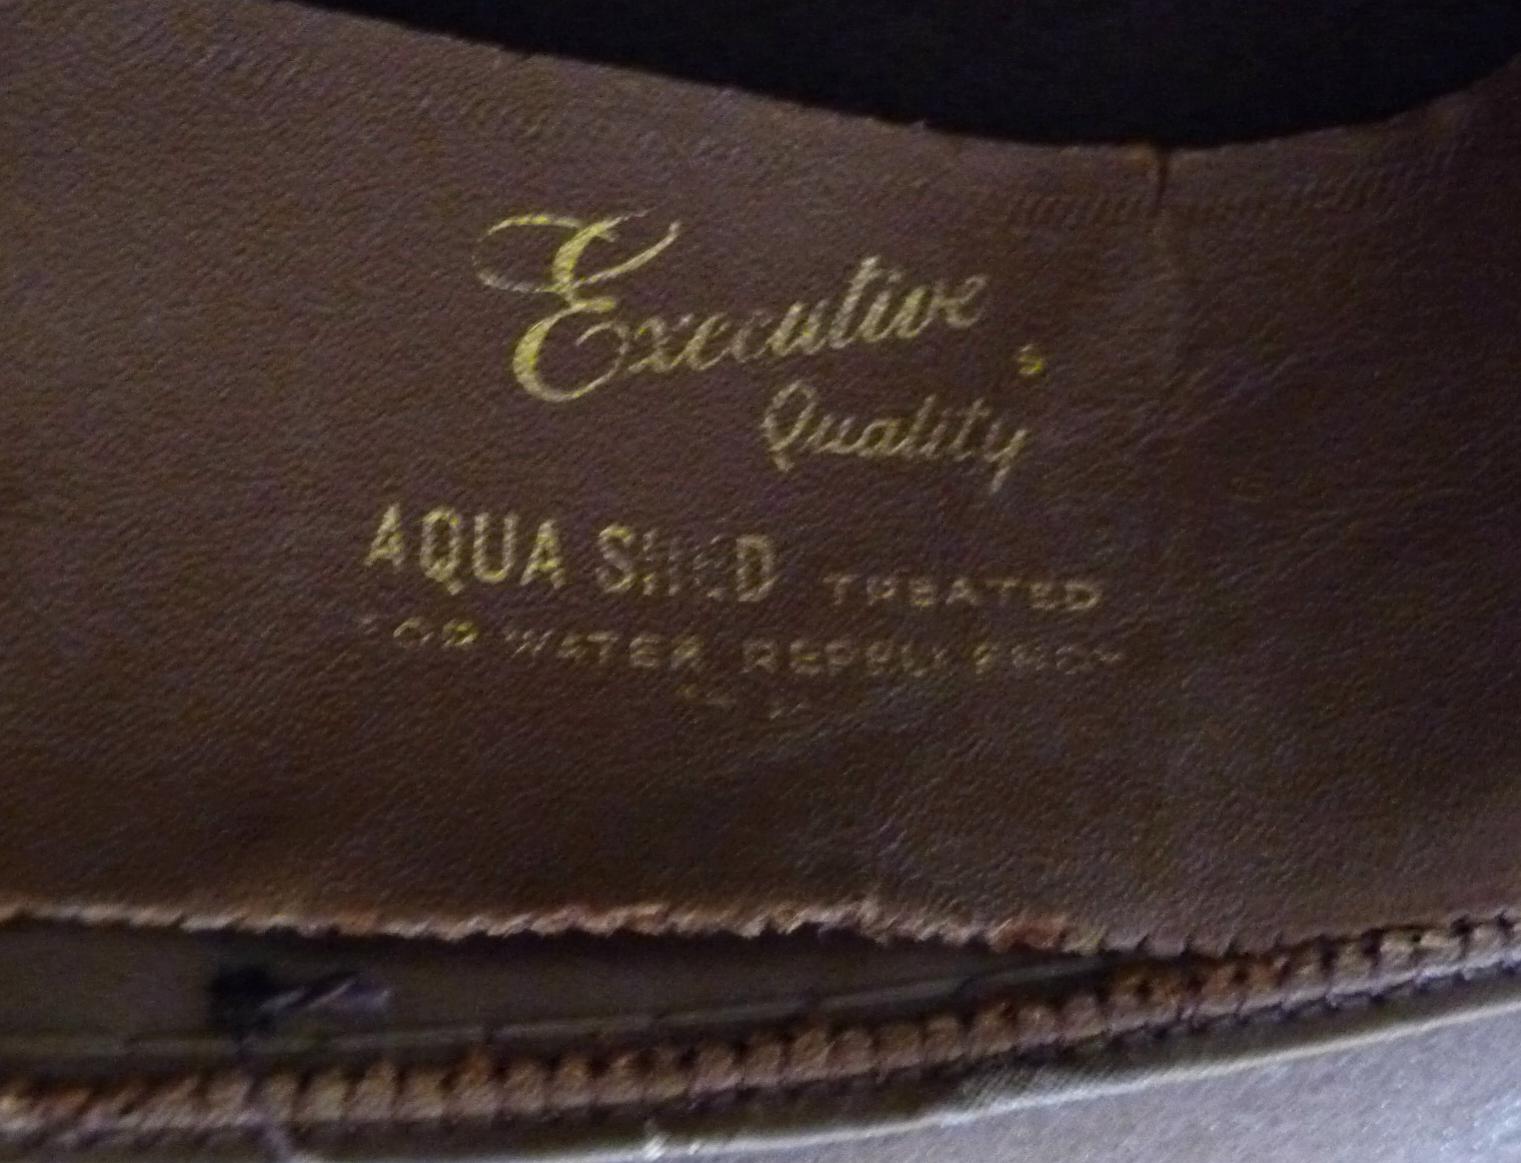 Executive
S
Quality
AQUA SHED TREATED
FOR WATER REPELLENCY